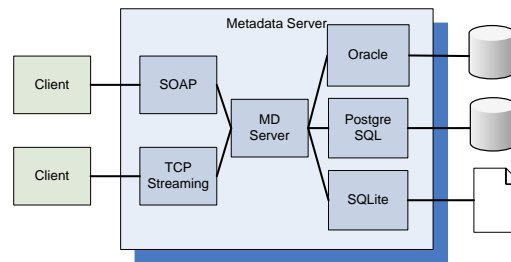 Metadata Server
Client
SOAP
Oracle
MD
Server
Postgre
SQL
Client
TCP
Streaming
SQLite